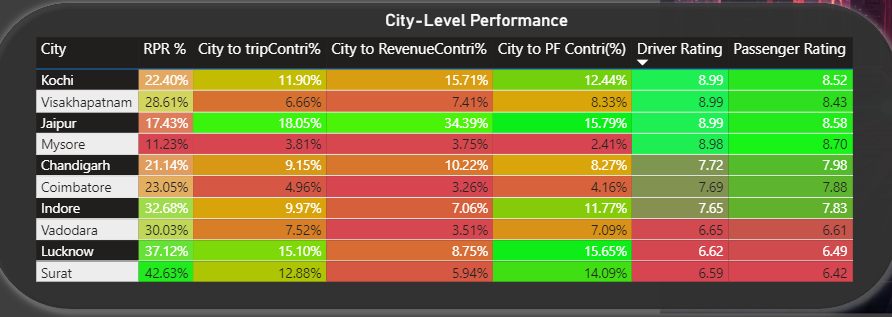 City-Level Performance
City RPR % City to tripContri% City to RevenueContri% City to PF Contri(%) Driver Rating Passenger Rating
Kochi 22.40% 11.90% 15.71% 12.44% 8.99 8.52
Visakhapatnam 28.61% 6.66% 7.41% 8.33% 8.99 8.43
Jaipur 17.43% 18.05% 34.39% 15.79% 8.99 8.58
Mysore 11.23% 3.81% 3.75% 2.41% 8.98 8.70
Chandigarh 21.14% 9.15% 10.22% 8.27% 7.72 7.98
Coimbatore 23.05% 4.96% 3.26% 4.16% 7.69 7.88
Indore 32.68% 9.97% 7.06% 11.77% 7.65 7.83
Vadodara 30.03% 7.52% 3.51% 7.09% 6.65 6.61
Lucknow 37.12% 15.10% 8.75% 15.65% 6.62 6.49
Surat 42.63% 12.88% 5.94% 14.09% 6.59 6.42